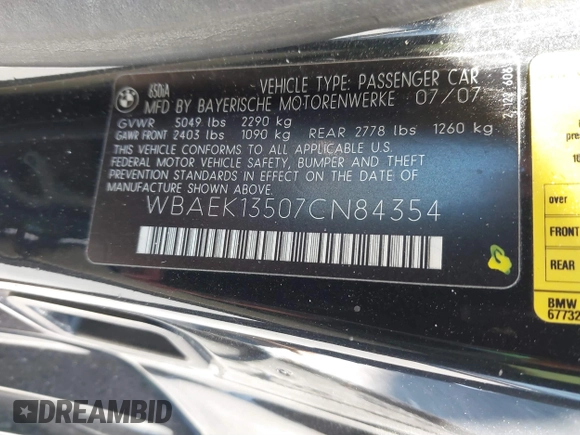 BMW
650iA
VEHICLE TYPE: PASSENGER CAR
MFD BY BAYERISCHE MOTORENWERKE 07/07
GVWR 5049 lbs 2290 kg
GAWR FRONT 2403 lbs 1090 kg REAR 2778 lbs 1260 kg
THIS VEHICLE CONFORMS TO ALL APPLICABLE U.S.
FEDERAL MOTOR VEHICLE SAFETY, BUMPER AND THEFT
PREVENTION STANDARDS IN EFFECT ON THE DATE OF
MANUFACTURE SHOWN ABOVE.
WBAEK13507CN84354
over
FRONT
REAR
BMW
67732
DREAMBID